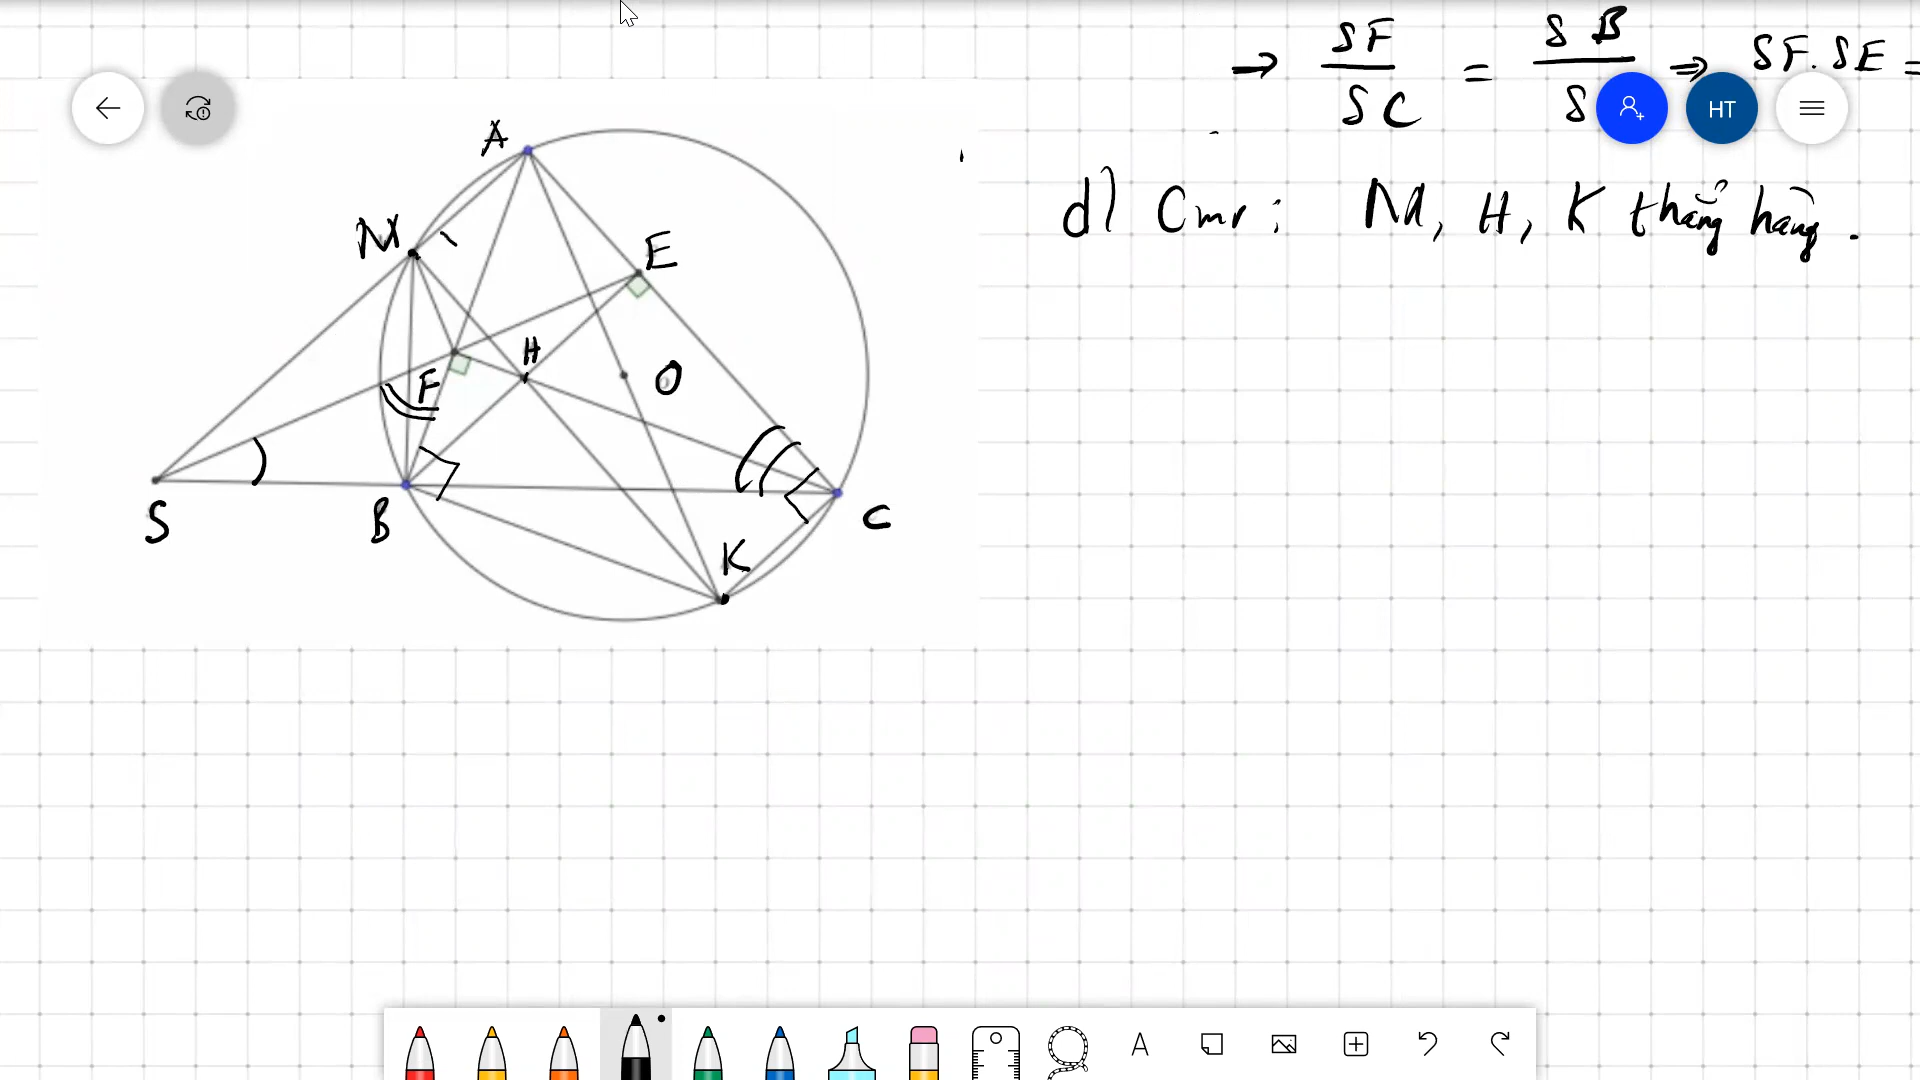 → SF/SC = SB/S ⇒ SF.SE =
HT
d) Cmr: M, H, K thẳng hàng.
A
M
E
H
F
O
S
B
C
K
A